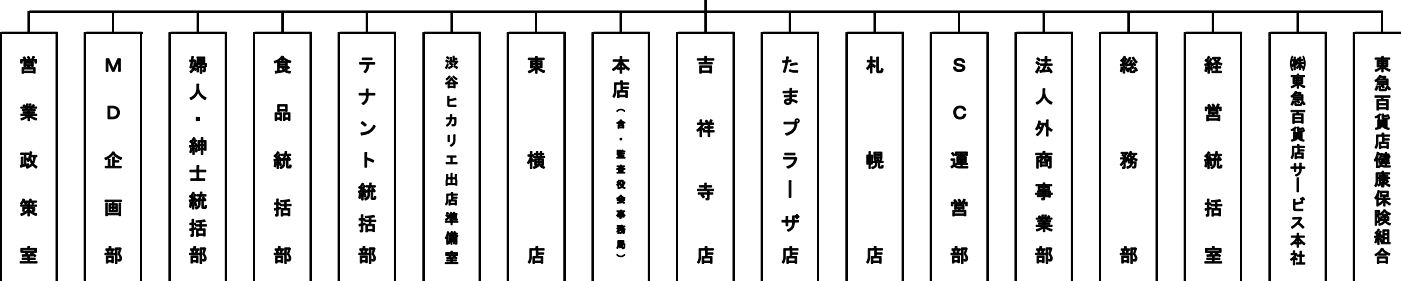 営業政策室
MD企画部
婦人・紳士統括部
食品統括部
テナント統括部
渋谷ヒカリエ出店準備室
東横店
本店(含・監査役会事務局)
吉祥寺店
たまプラーザ店
札幌店
SC運営部
法人外商事業部
総務部
経営統括室
㈱東急百貨店サービス本社
東急百貨店健康保険組合